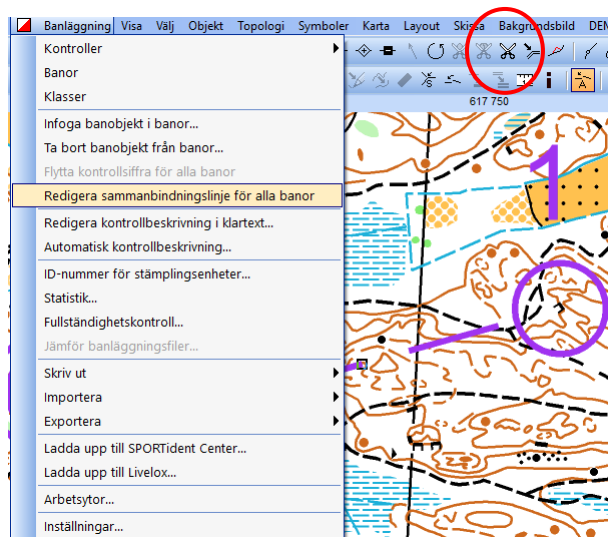 Banläggning Visa Välj Objekt Topologi Symboler Karta Layout Skissa Bakgrundsbild
Kontroller
Banor
Klasser
Infoga banobjekt i banor...
Ta bort banobjekt från banor...
Flytta kontrollsiffra för alla banor
Redigera sammanbindningslinje för alla banor
Redigera kontrollbeskrivning i klartext...
Automatisk kontrollbeskrivning...
ID-nummer för stämplingsenheter...
Statistik...
Fullständighetskontroll...
Jämför banläggningsfiler...
Skriv ut
Importera
Exportera
Ladda upp till SPORTident Center...
Ladda upp till Livelox...
Arbetsytor...
Inställningar...
617 750
1